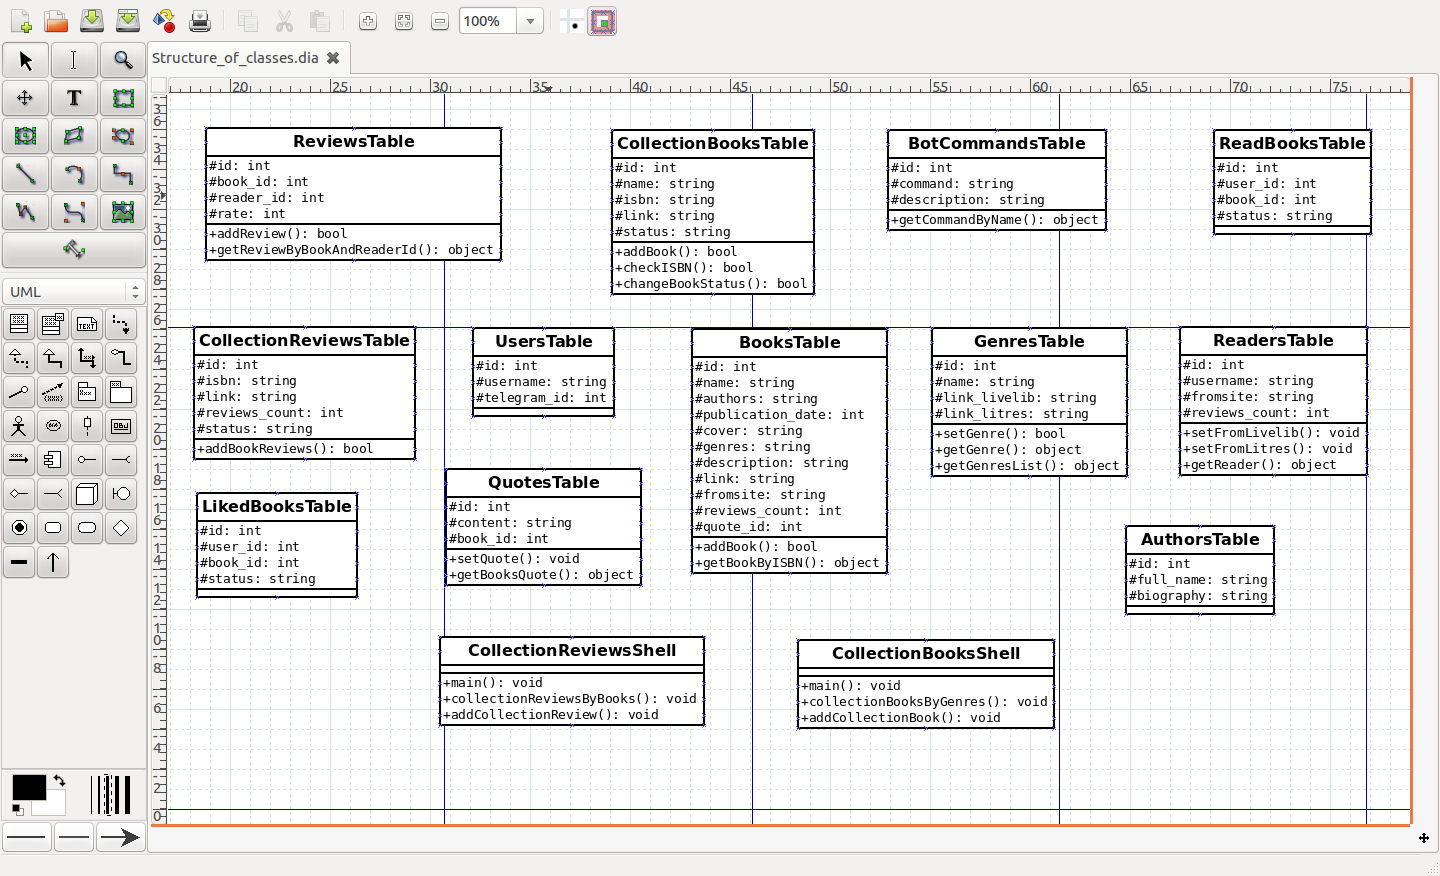 100%
Structure_of_classes.dia
20 25 30 35 40 45 50 55 60 65 70 75
UML
ReviewsTable
#id: int
#book_id: int
#reader_id: int
#rate: int
+addReview(): bool
+getReviewByBookAndReaderId(): object
CollectionBooksTable
#id: int
#name: string
#isbn: string
#link: string
#status: string
+addBook(): bool
+checkISBN(): bool
+changeBookStatus(): bool
BotCommandsTable
#id: int
#command: string
#description: string
+getCommandByName(): object
ReadBooksTable
#id: int
#user_id: int
#book_id: int
#status: string
CollectionReviewsTable
#id: int
#isbn: string
#link: string
#reviews_count: int
#status: string
+addBookReviews(): bool
UsersTable
#id: int
#username: string
#telegram_id: int
BooksTable
#id: int
#name: string
#authors: string
#publication_date: int
#cover: string
#genres: string
#description: string
#link: string
#fromsite: string
#reviews_count: int
#quote_id: int
+addBook(): bool
+getBookByISBN(): object
GenresTable
#id: int
#name: string
#link_livelib: string
#link_litres: string
+setGenre(): bool
+getGenre(): object
+getGenresList(): object
ReadersTable
#id: int
#username: string
#fromsite: string
#reviews_count: int
+setFromLivelib(): void
+setFromLitres(): void
+getReader(): object
LikedBooksTable
#id: int
#user_id: int
#book_id: int
#status: string
QuotesTable
#id: int
#content: string
#book_id: int
+setQuote(): void
+getBooksQuote(): object
AuthorsTable
#id: int
#full_name: string
#biography: string
CollectionReviewsShell
+main(): void
+collectionReviewsByBooks(): void
+addCollectionReview(): void
CollectionBooksShell
+main(): void
+collectionBooksByGenres(): void
+addCollectionBook(): void